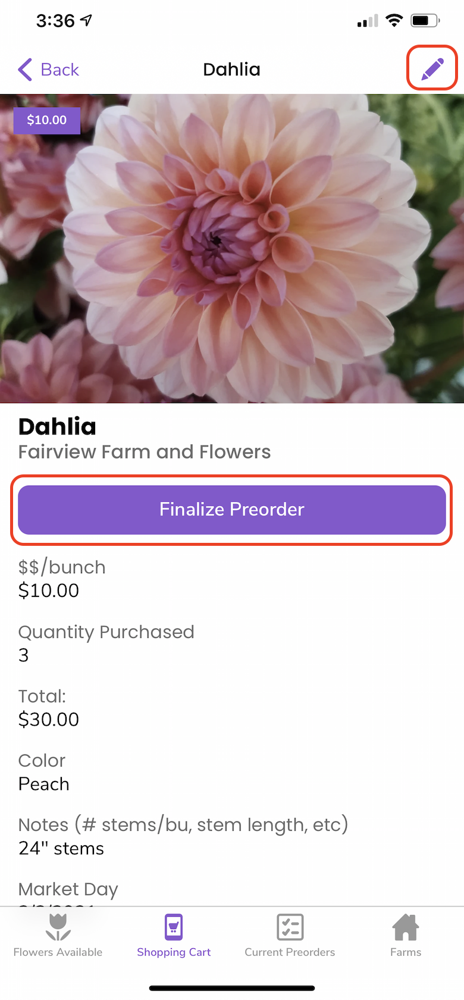 3:36
Back
Dahlia
$10.00
Dahlia
Fairview Farm and Flowers
Finalize Preorder
$$/bunch
$10.00
Quantity Purchased
3
Total:
$30.00
Color
Peach
Notes (# stems/bu, stem length, etc)
24" stems
Market Day
Flowers Available
Shopping Cart
Current Preorders
Farms